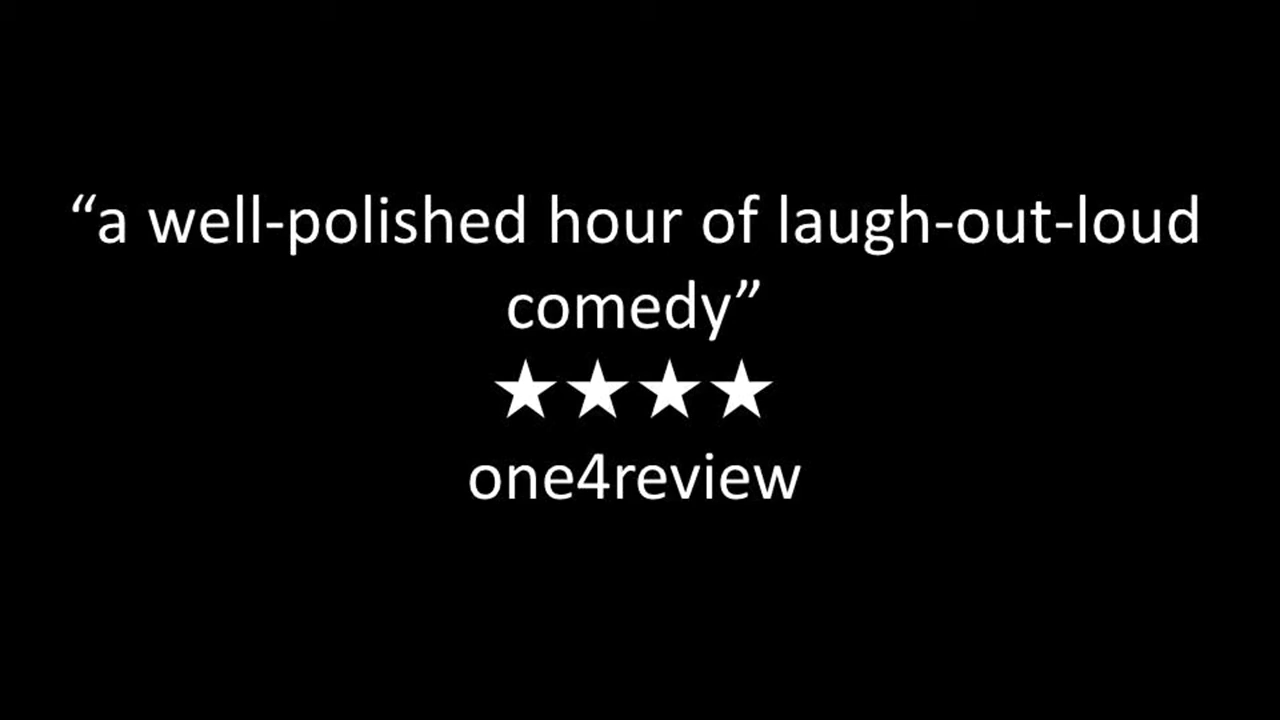 “a well-polished hour of laugh-out-loud
comedy”
★★★★
one4review